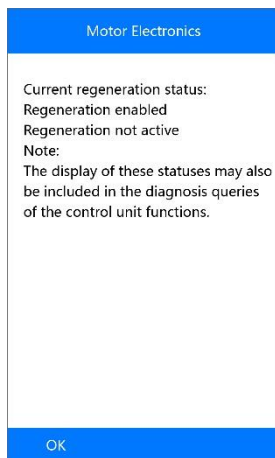 Motor Electronics
Current regeneration status:
Regeneration enabled
Regeneration not active
Note:
The display of these statuses may also
be included in the diagnosis queries
of the control unit functions.
OK